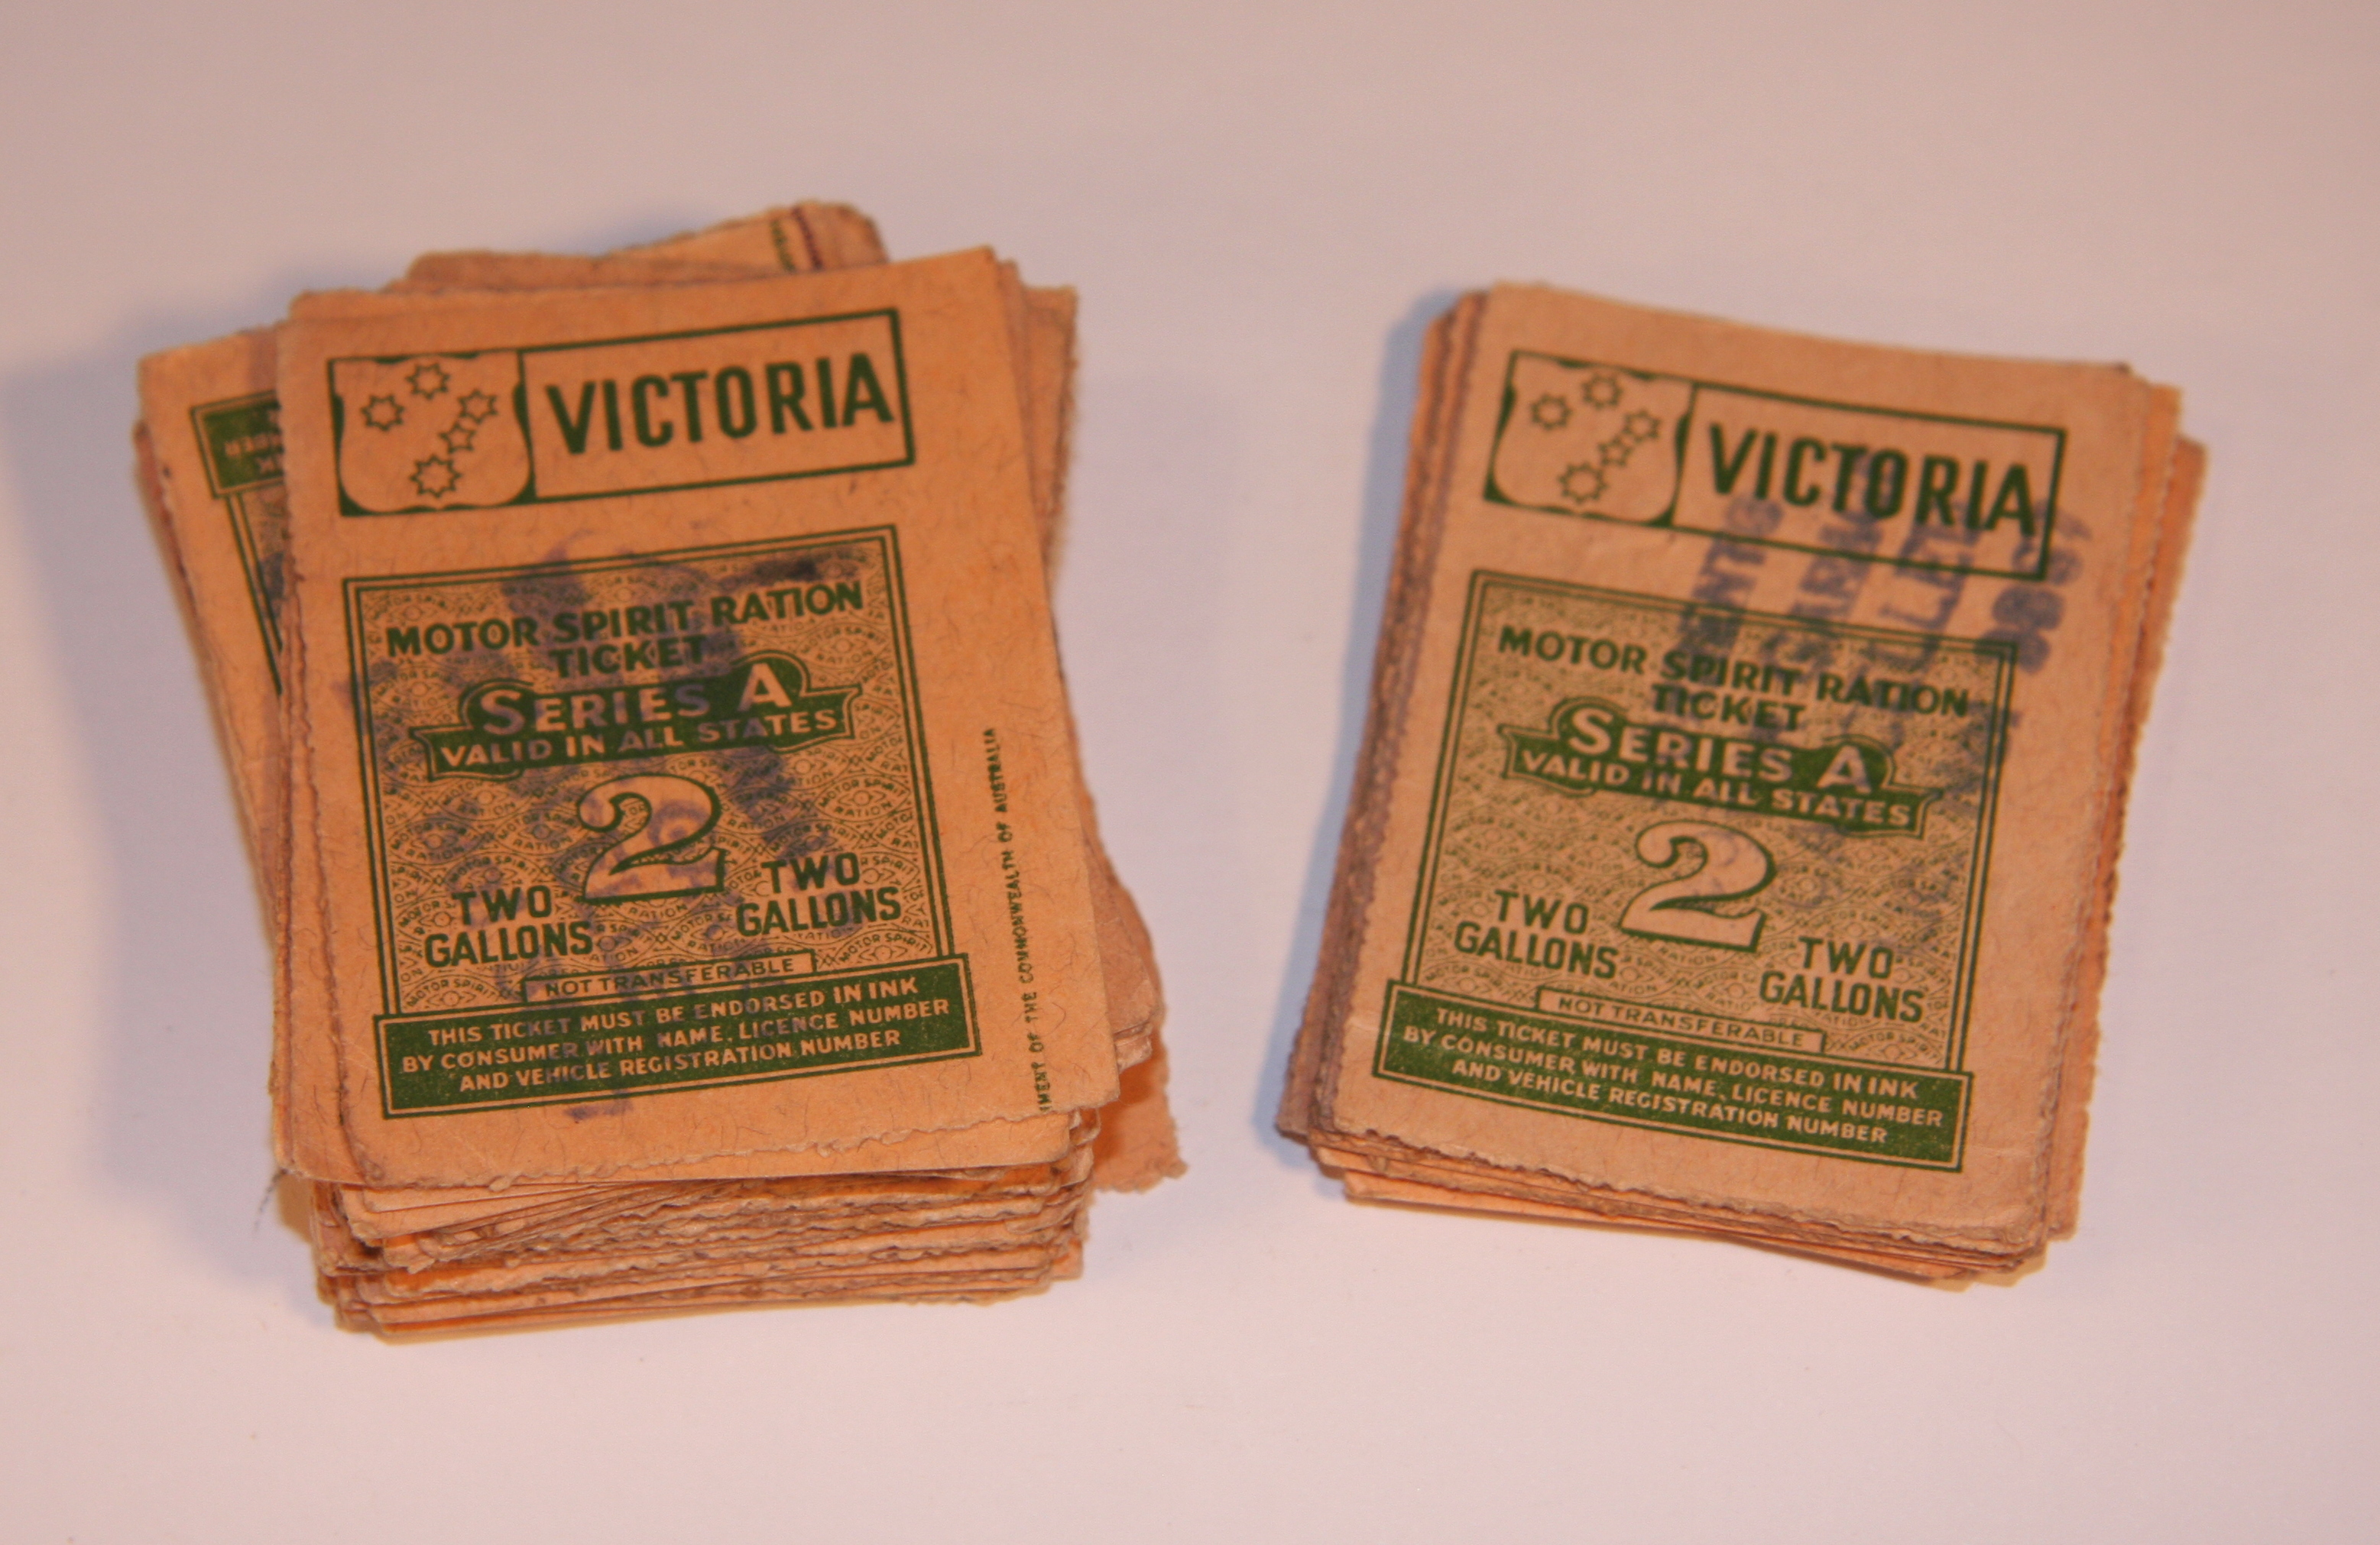 VICTORIA
MOTOR SPIRIT RATION
TICKET
SERIES A
VALID IN ALL STATES
2
TWO
GALLONS
TWO
GALLONS
NOT TRANSFERABLE
THIS TICKET MUST BE ENDORSED IN INK
BY CONSUMER WITH NAME, LICENCE NUMBER
AND VEHICLE REGISTRATION NUMBER
OF THE COMMONWEALTH OF AUSTRALIA
VICTORIA
MOTOR SPIRIT RATION
TICKET
SERIES A
VALID IN ALL STATES
2
TWO
GALLONS
TWO
GALLONS
NOT TRANSFERABLE
THIS TICKET MUST BE ENDORSED IN INK
BY CONSUMER WITH NAME, LICENCE NUMBER
AND VEHICLE REGISTRATION NUMBER